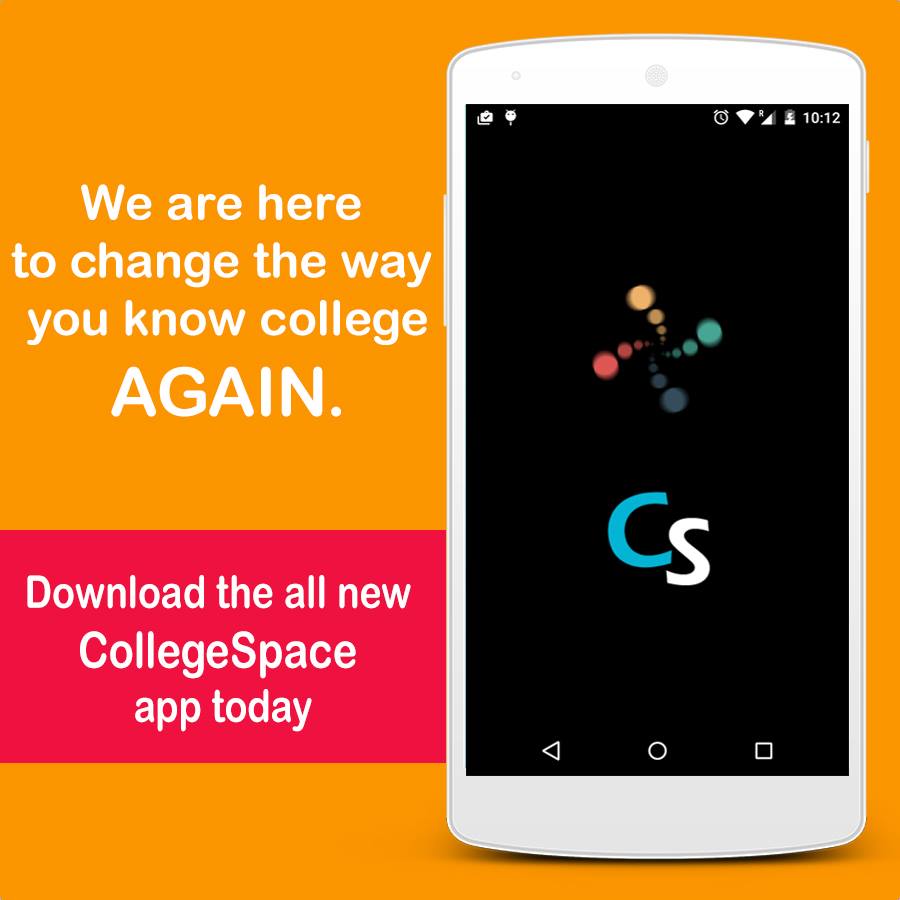 We are here
to change the way
you know college
AGAIN.
Download the all new
CollegeSpace
app today
R
10:12
CS